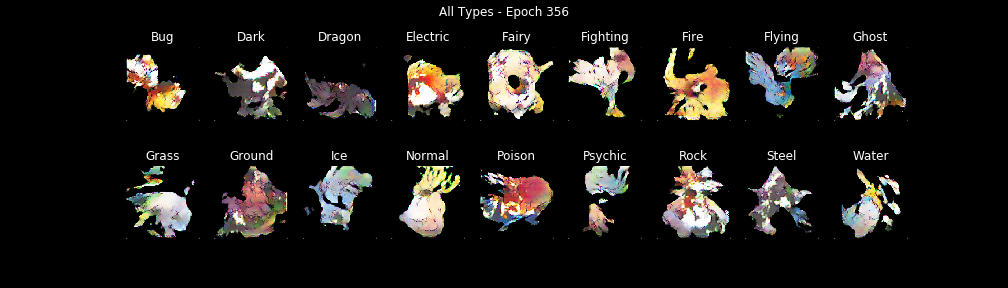 All Types - Epoch 356
Bug Dark Dragon Electric Fairy Fighting Fire Flying Ghost
Grass Ground Ice Normal Poison Psychic Rock Steel Water